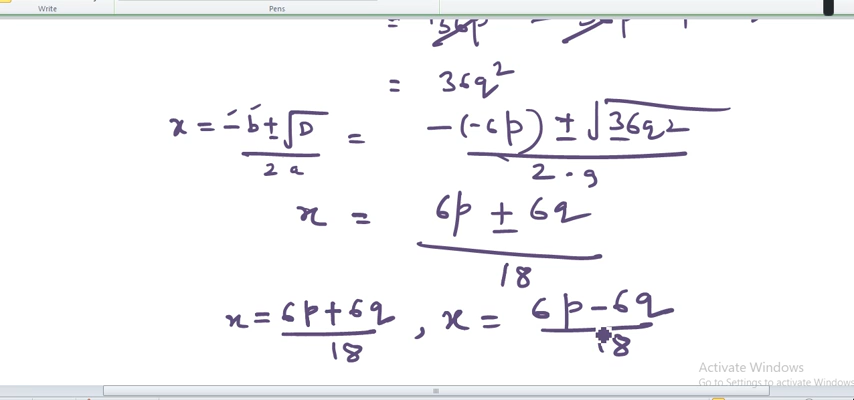 Write Pens
= 36q²
x = -b ± √D / 2a = -(-6p) ± √36q² / 2·9
x = 6p ± 6q / 18
x = 6p + 6q / 18 , x = 6p - 6q / 18
Activate Windows
Go to Settings to activate Windows